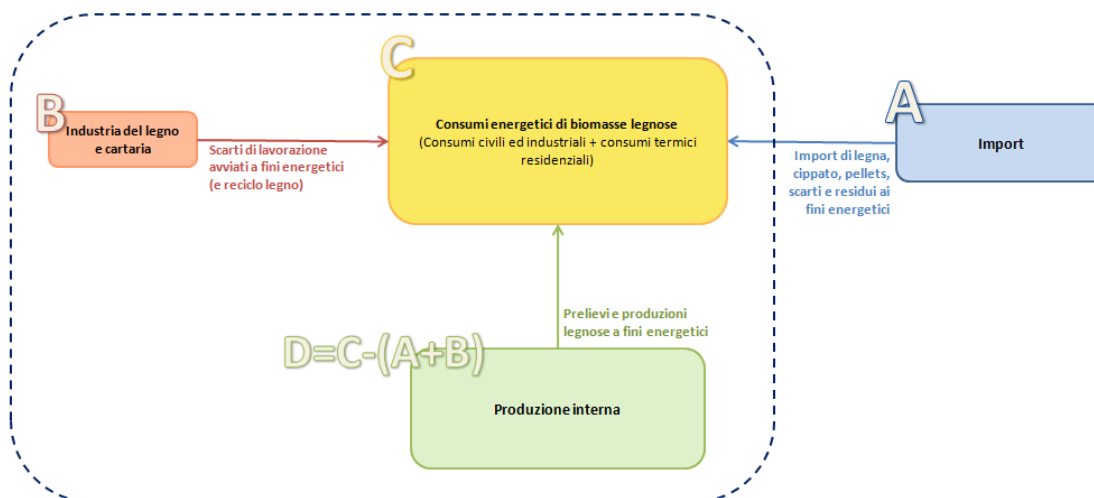 C
B
Industria del legno
e cartaria
Scarti di lavorazione
avviati a fini energetici
(e reciclo legno)
Consumi energetici di biomasse legnose
(Consumi civili ed industriali + consumi termici
residenziali)
A
Import
Import di legna,
cippato, pellets,
scarti e residui ai
fini energetici
Prelievi e produzioni
legnose a fini energetici
D=C-(A+B)
Produzione interna